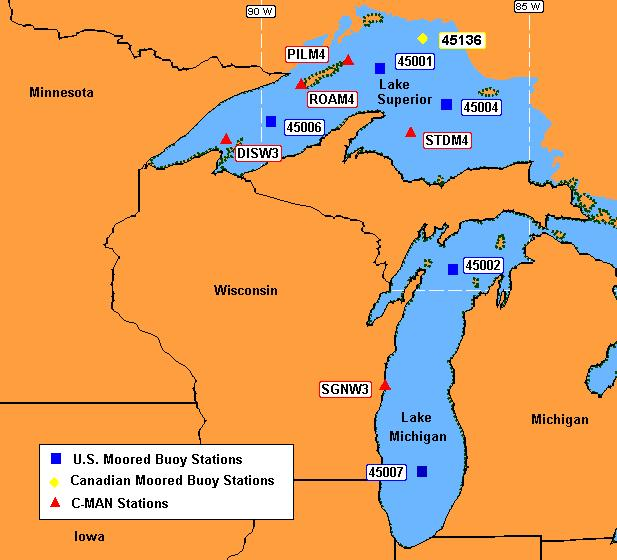 90 W
85 W
45136
PILM4
45001
Minnesota
Lake
Superior
ROAM4
45004
45006
STDM4
DISW3
45002
Wisconsin
SGNW3
Lake
Michigan
Michigan
45007
U.S. Moored Buoy Stations
Canadian Moored Buoy Stations
C-MAN Stations
Iowa